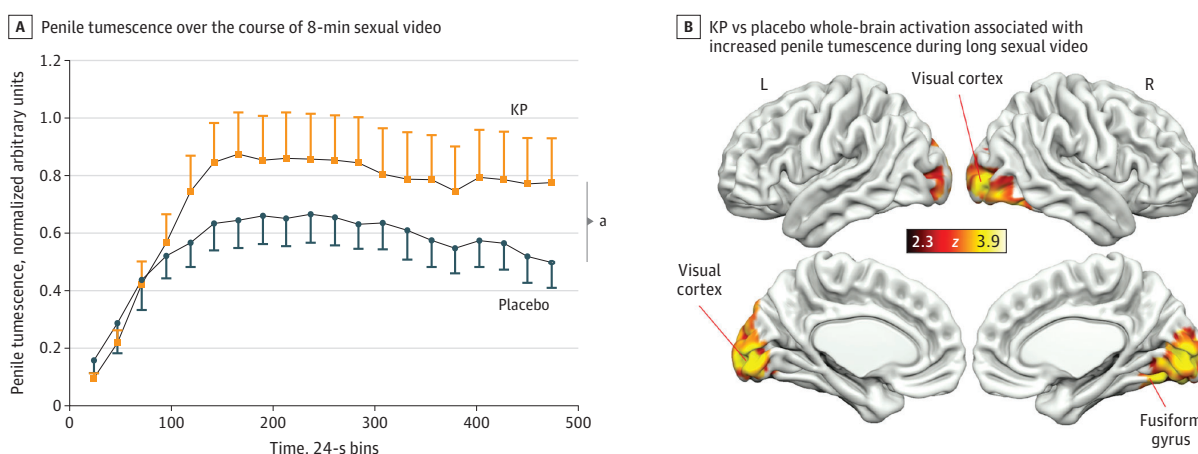 A Penile tumescence over the course of 8-min sexual video
Penile tumescence, normalized arbitrary units
1.2
1.0
0.8
0.6
0.4
0.2
0
KP
Placebo
a
0
100
200
300
400
500
Time, 24-s bins
B KP vs placebo whole-brain activation associated with
increased penile tumescence during long sexual video
L
Visual cortex
R
2.3 z 3.9
Visual
cortex
Fusiform
gyrus